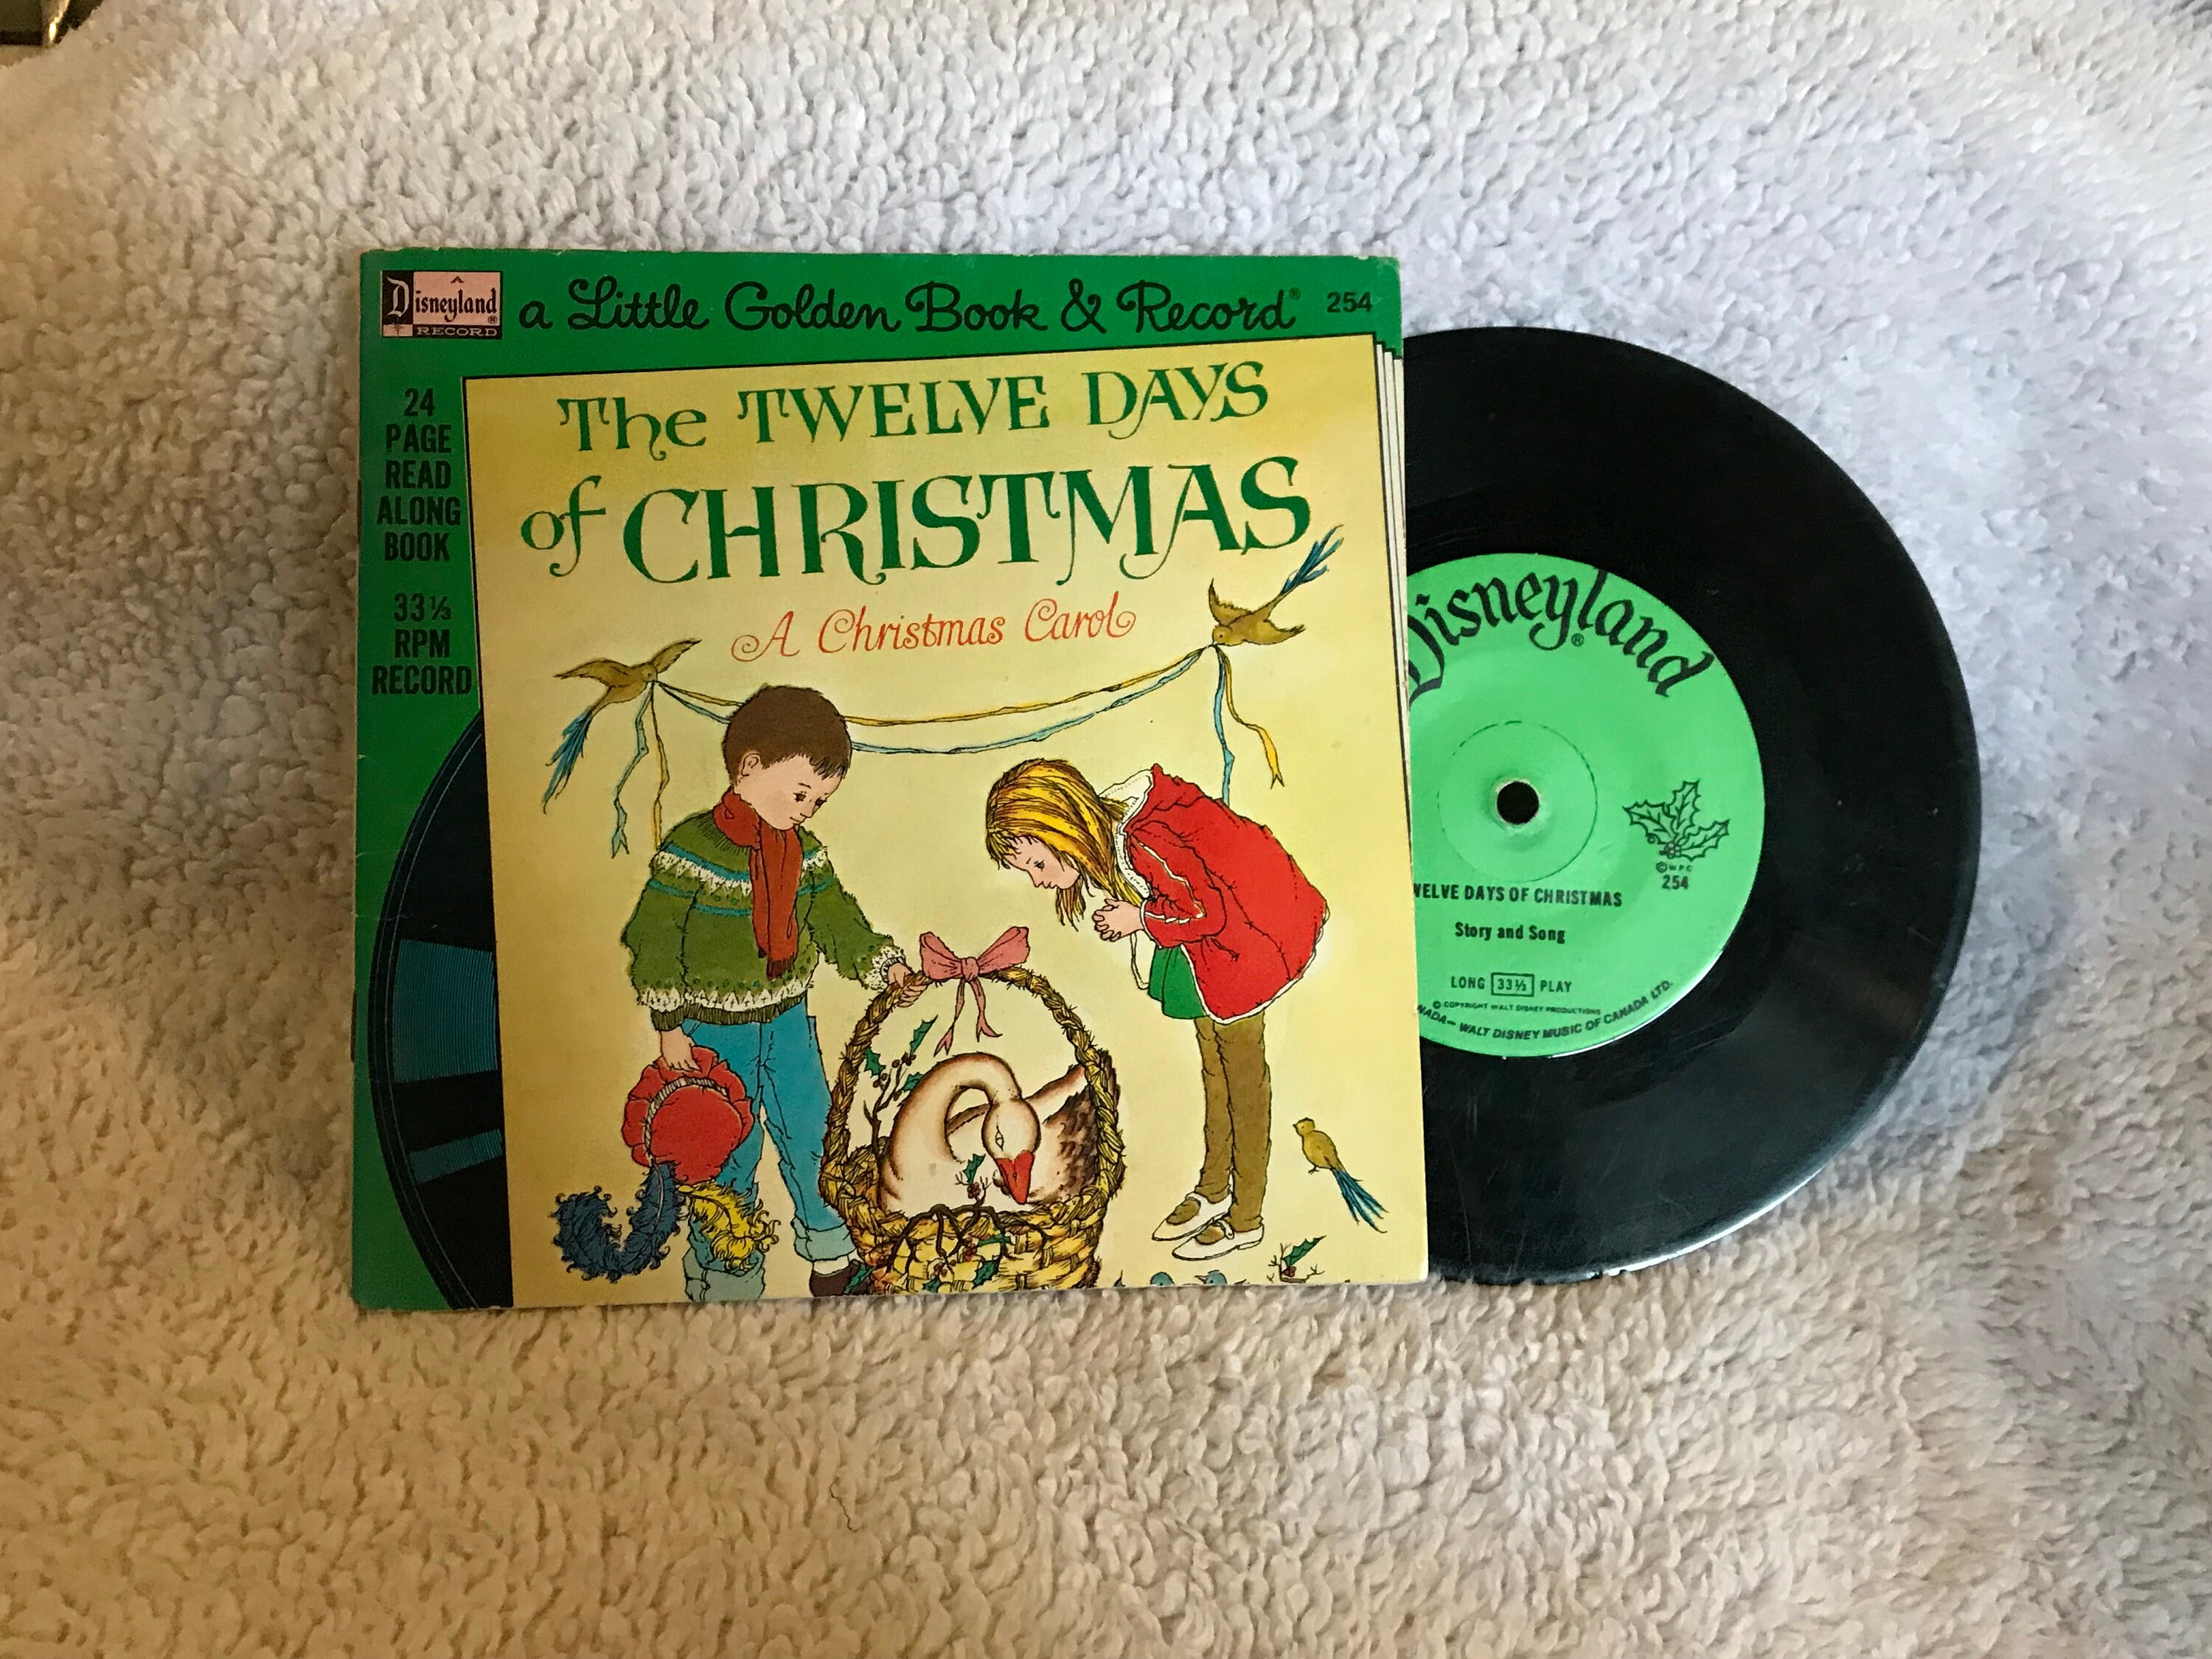 A
Disneyland®
RECORD
a Little Golden Book & Record®
254
24
PAGE
READ
ALONG
BOOK
33⅓
RPM
RECORD
The TWELVE DAYS
of CHRISTMAS
A Christmas Carol
Disneyland
®
©WPC
254
WELVE DAYS OF CHRISTMAS
Story and Song
LONG 33⅓ PLAY
© COPYRIGHT WALT DISNEY PRODUCTIONS
NADA— WALT DISNEY MUSIC OF CANADA LTD.